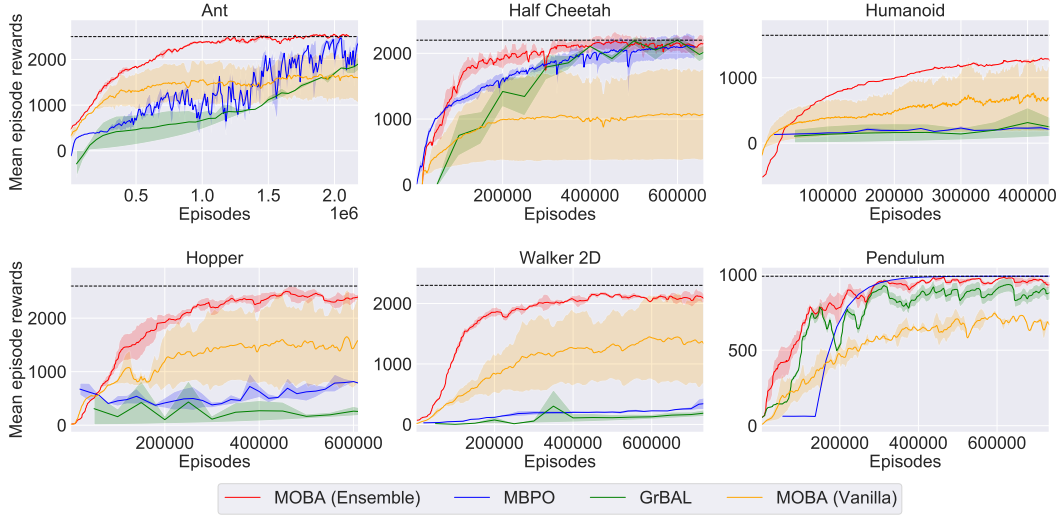 Ant
Half Cheetah
Humanoid
Mean episode rewards
2000
1000
0
0.5
1.0
1.5
2.0
1e6
Episodes
2000
1000
0
200000
400000
600000
Episodes
1000
0
100000
200000
300000
400000
Episodes
Hopper
Walker 2D
Pendulum
Mean episode rewards
2000
1000
0
200000
400000
600000
Episodes
2000
1000
0
200000
400000
600000
Episodes
1000
500
0
200000
400000
600000
Episodes
MOBA (Ensemble)
MBPO
GrBAL
MOBA (Vanilla)